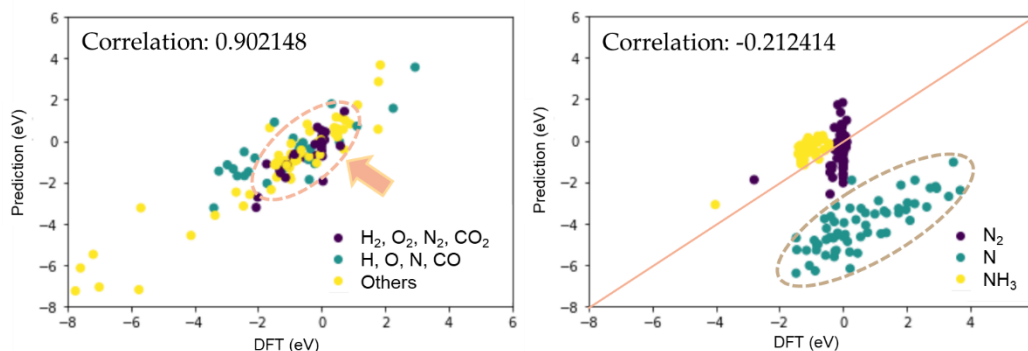 Correlation: 0.902148
Prediction (eV)
6
4
2
0
−2
−4
−6
−8
H₂, O₂, N₂, CO₂
H, O, N, CO
Others
−8 −6 −4 −2 0 2 4 6
DFT (eV)
Correlation: -0.212414
Prediction (eV)
6
4
2
0
−2
−4
−6
−8
N₂
N
NH₃
−8 −6 −4 −2 0 2 4 6
DFT (eV)